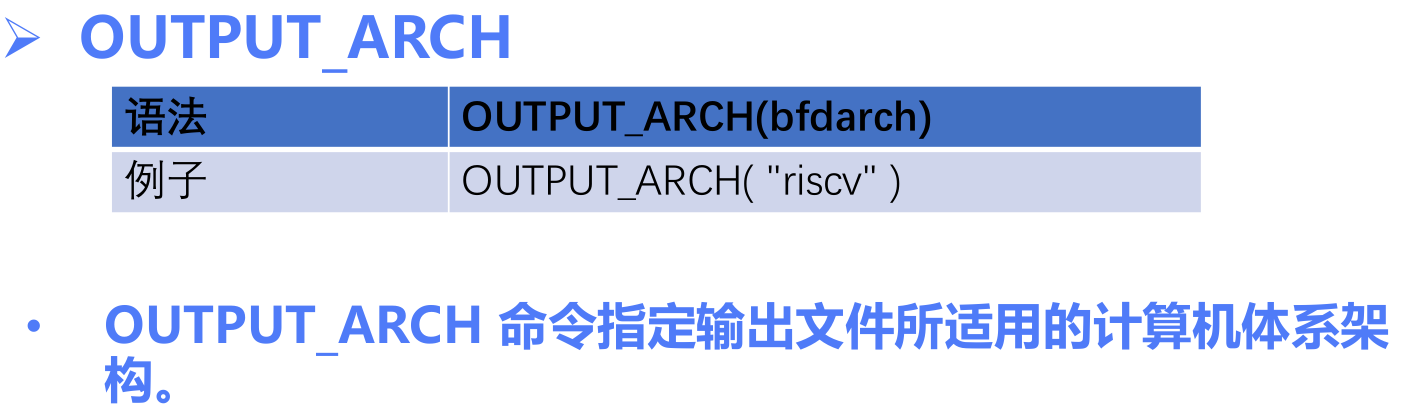 ➢ OUTPUT_ARCH
语法 OUTPUT_ARCH(bfdarch)
例子 OUTPUT_ARCH( "riscv" )
• OUTPUT_ARCH 命令指定输出文件所适用的计算机体系架
构。